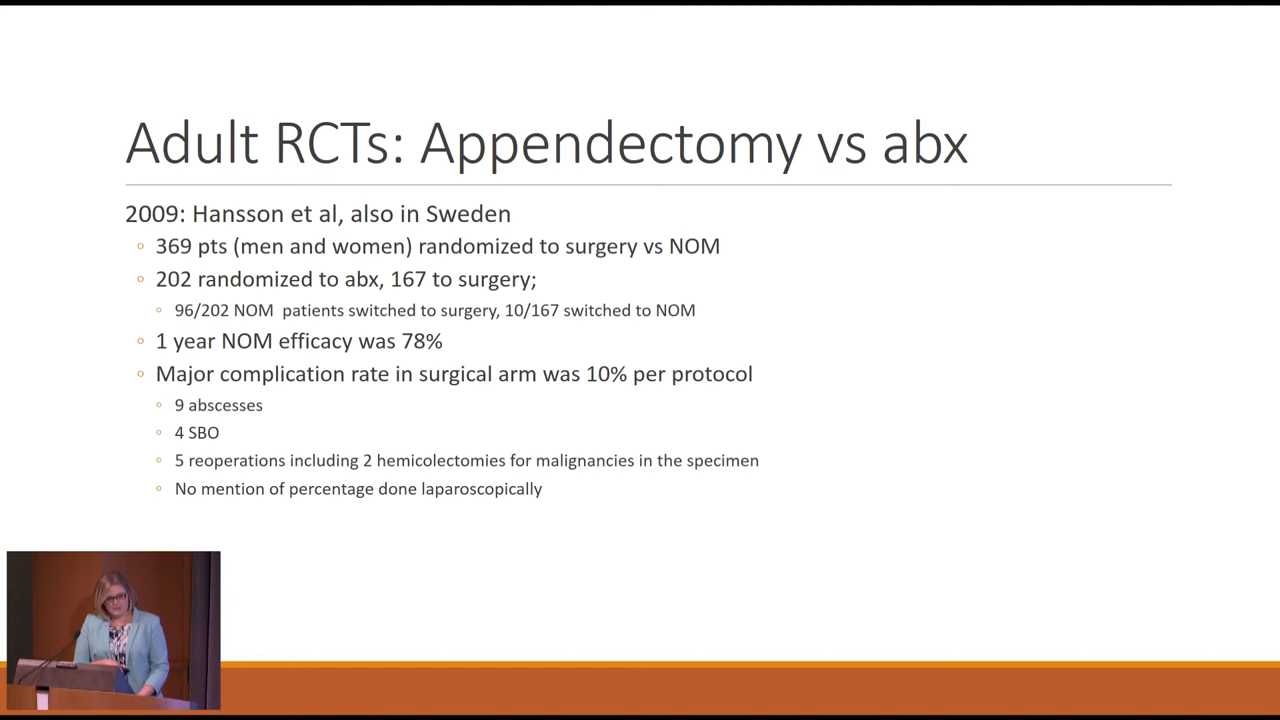 Adult RCTs: Appendectomy vs abx
2009: Hansson et al, also in Sweden
369 pts (men and women) randomized to surgery vs NOM
202 randomized to abx, 167 to surgery;
96/202 NOM patients switched to surgery, 10/167 switched to NOM
1 year NOM efficacy was 78%
Major complication rate in surgical arm was 10% per protocol
9 abscesses
4 SBO
5 reoperations including 2 hemicolectomies for malignancies in the specimen
No mention of percentage done laparoscopically